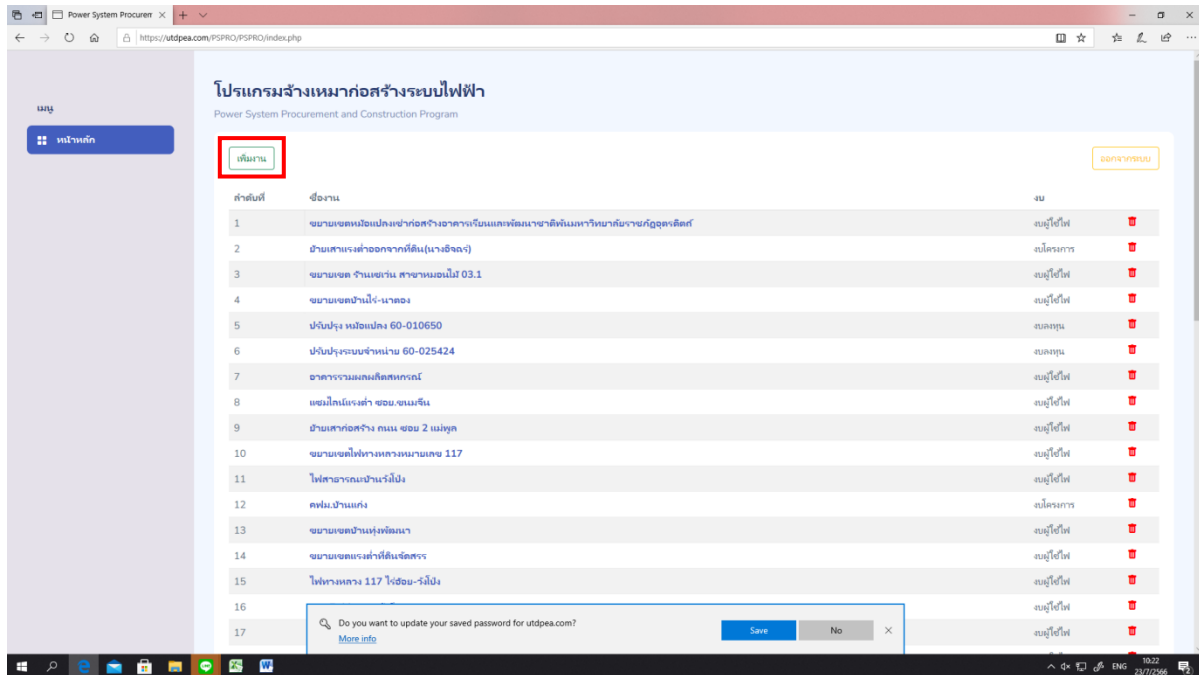 Power System Procurem
https://utdpea.com/PSPRO/PSPRO/index.php
โปรแกรมจ้างเหมาก่อสร้างระบบไฟฟ้า
Power System Procurement and Construction Program
เมนู
หน้าหลัก
เพิ่มงาน
ออกจากระบบ
ลำดับที่ ชื่องาน งบ
1 ขยายเขตหม้อแปลงเช่าก่อสร้างอาคารเรียนและพัฒนาชาติพันมหาวิทยาลัยราชภัฏอุตรดิตถ์ งบผู้ใช้ไฟ
2 ย้ายเสาแรงต่ำออกจากที่ดิน(นางอิจฉร์) งบโครงการ
3 ขยายเขต ร้านเซเว่น สาขาหมอนไม้ 03.1 งบผู้ใช้ไฟ
4 ขยายเขตบ้านไร่-นาตอง งบผู้ใช้ไฟ
5 ปรับปรุง หม้อแปลง 60-010650 งบลงทุน
6 ปรับปรุงระบบจำหน่าย 60-025424 งบลงทุน
7 อาคารรวมผลผลิตสหกรณ์ งบผู้ใช้ไฟ
8 แซมไลน์แรงต่ำ ซอย.ขนมจีน งบผู้ใช้ไฟ
9 ย้ายเสาก่อสร้าง ถนน ซอย 2 แม่พูล งบผู้ใช้ไฟ
10 ขยายเขตไฟทางหลวงหมายเลข 117 งบผู้ใช้ไฟ
11 ไฟสาธารณะบ้านวังโป่ง งบผู้ใช้ไฟ
12 คฟม.บ้านแก่ง งบโครงการ
13 ขยายเขตบ้านทุ่งพัฒนา งบผู้ใช้ไฟ
14 ขยายเขตแรงต่ำที่ดินจัดสรร งบผู้ใช้ไฟ
15 ไฟทางหลวง 117 ไร่อ้อย-วังโป่ง งบผู้ใช้ไฟ
16 งบผู้ใช้ไฟ
17 งบผู้ใช้ไฟ
Do you want to update your saved password for utdpea.com?
More info
Save No
ENG
10:22
23/7/2566